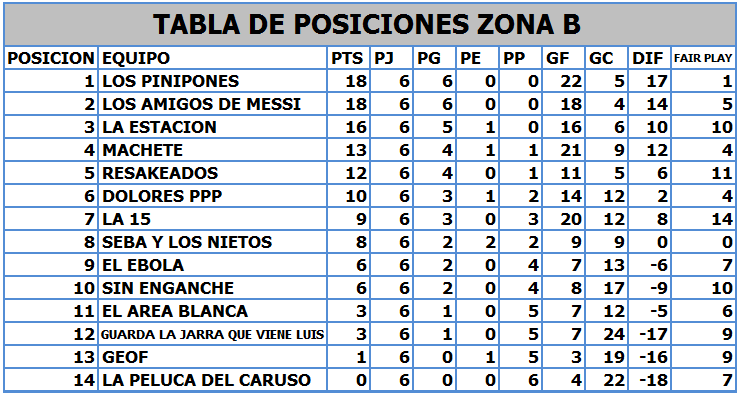 TABLA DE POSICIONES ZONA B
POSICION EQUIPO PTS PJ PG PE PP GF GC DIF FAIR PLAY
1 LOS PINIPONES 18 6 6 0 0 22 5 17 1
2 LOS AMIGOS DE MESSI 18 6 6 0 0 18 4 14 5
3 LA ESTACION 16 6 5 1 0 16 6 10 10
4 MACHETE 13 6 4 1 1 21 9 12 4
5 RESAKEADOS 12 6 4 0 1 11 5 6 11
6 DOLORES PPP 10 6 3 1 2 14 12 2 4
7 LA 15 9 6 3 0 3 20 12 8 14
8 SEBA Y LOS NIETOS 8 6 2 2 2 9 9 0 0
9 EL EBOLA 6 6 2 0 4 7 13 -6 7
10 SIN ENGANCHE 6 6 2 0 4 8 17 -9 10
11 EL AREA BLANCA 3 6 1 0 5 7 12 -5 6
12 GUARDA LA JARRA QUE VIENE LUIS 3 6 1 0 5 7 24 -17 9
13 GEOF 1 6 0 1 5 3 19 -16 9
14 LA PELUCA DEL CARUSO 0 6 0 0 6 4 22 -18 7